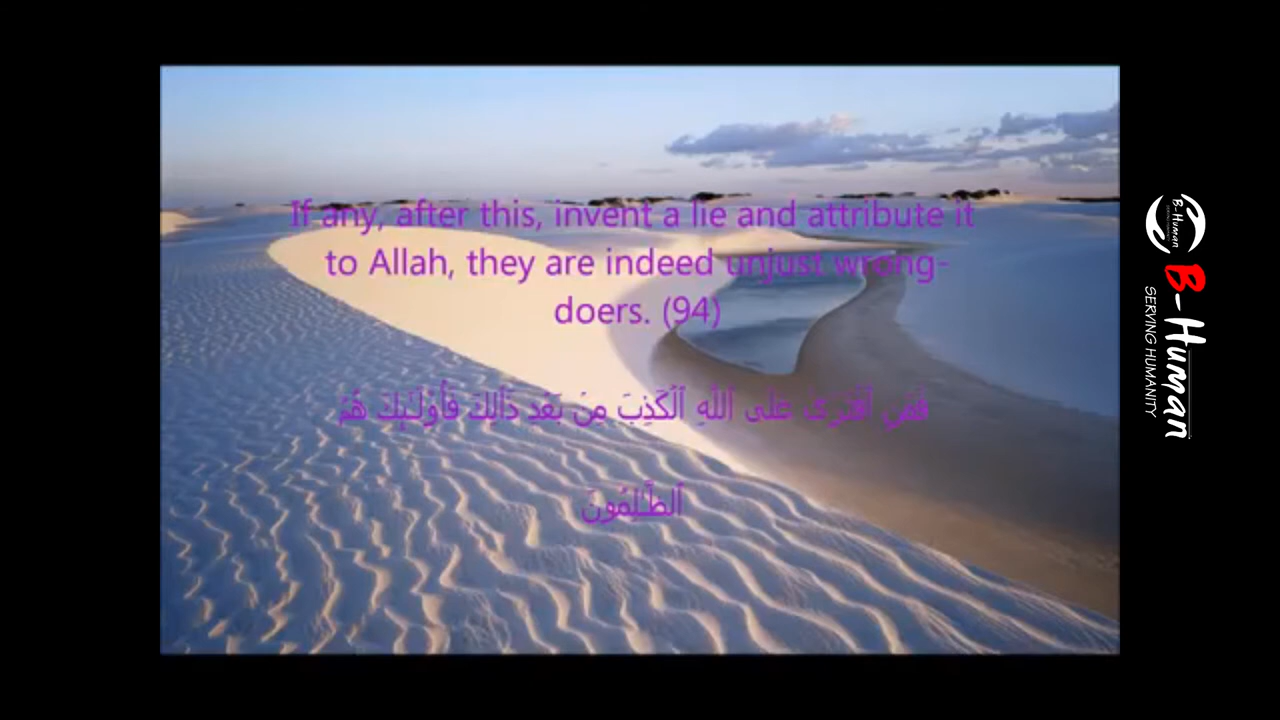 If any, after this, invent a lie and attribute it
to Allah, they are indeed unjust wrong-
doers. (94)
فَمَنِ ٱفْتَرَىٰ عَلَى ٱللَّهِ ٱلْكَذِبَ مِنۢ بَعْدِ ذَٰلِكَ فَأُو۟لَـٰٓئِكَ هُمُ
ٱلظَّـٰلِمُونَ
B-Human
B-Human
SERVING HUMANITY